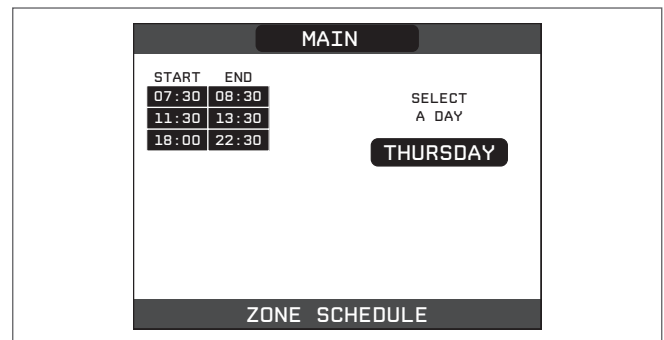 MAIN
START END
07:30 08:30
11:30 13:30
18:00 22:30
SELECT
A DAY
THURSDAY
ZONE SCHEDULE